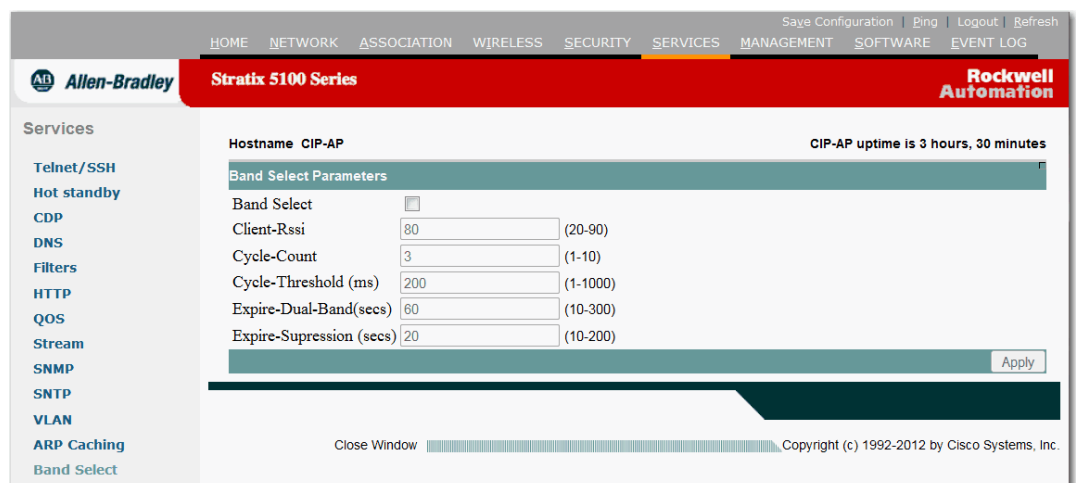 Save Configuration | Ping | Logout | Refresh
HOME NETWORK ASSOCIATION WIRELESS SECURITY SERVICES MANAGEMENT SOFTWARE EVENT LOG
AB Allen-Bradley
Stratix 5100 Series
Rockwell
Automation
Services
Telnet/SSH
Hot standby
CDP
DNS
Filters
HTTP
QOS
Stream
SNMP
SNTP
VLAN
ARP Caching
Band Select
Hostname CIP-AP
CIP-AP uptime is 3 hours, 30 minutes
Band Select Parameters
Band Select
Client-Rssi 80 (20-90)
Cycle-Count 3 (1-10)
Cycle-Threshold (ms) 200 (1-1000)
Expire-Dual-Band(secs) 60 (10-300)
Expire-Supression (secs) 20 (10-200)
Apply
Close Window
Copyright (c) 1992-2012 by Cisco Systems, Inc.